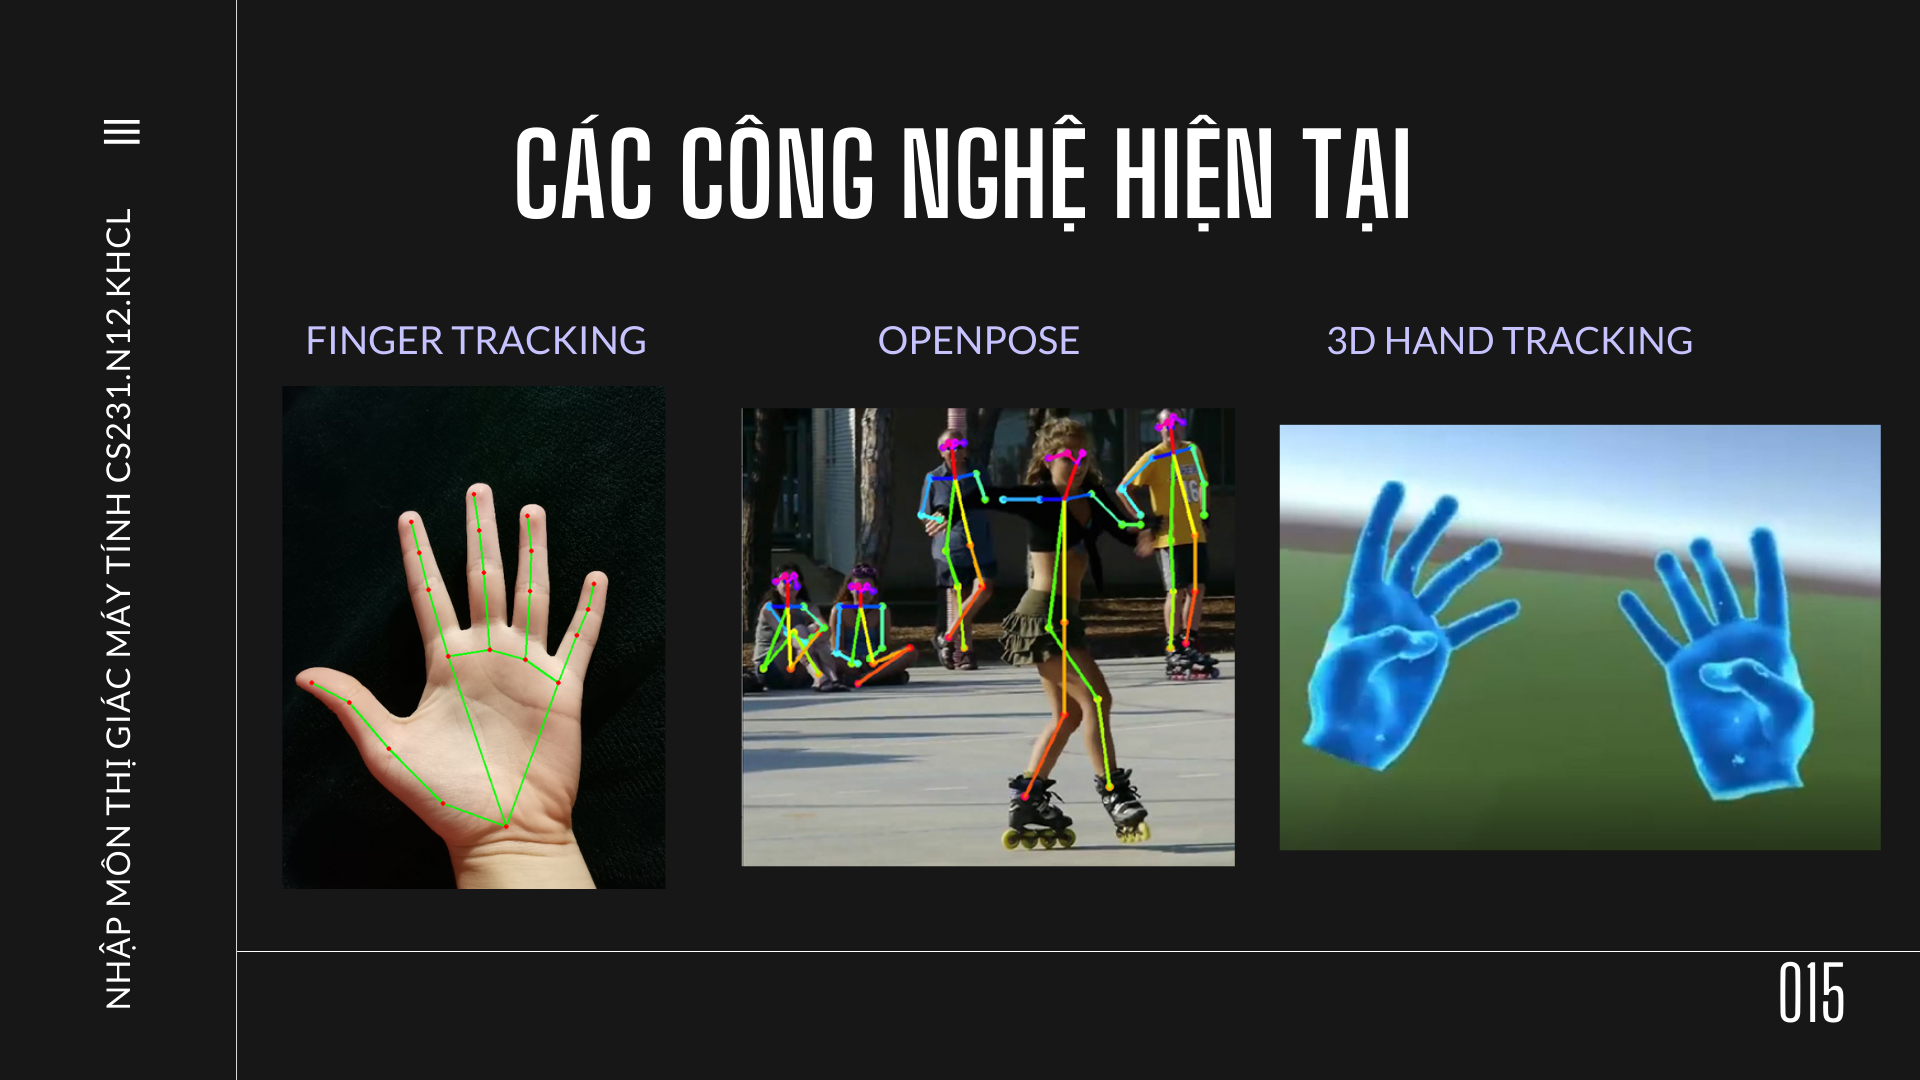 NHẬP MÔN THỊ GIÁC MÁY TÍNH CS231.N12.KHCL
CÁC CÔNG NGHỆ HIỆN TẠI
FINGER TRACKING
OPENPOSE
3D HAND TRACKING
015